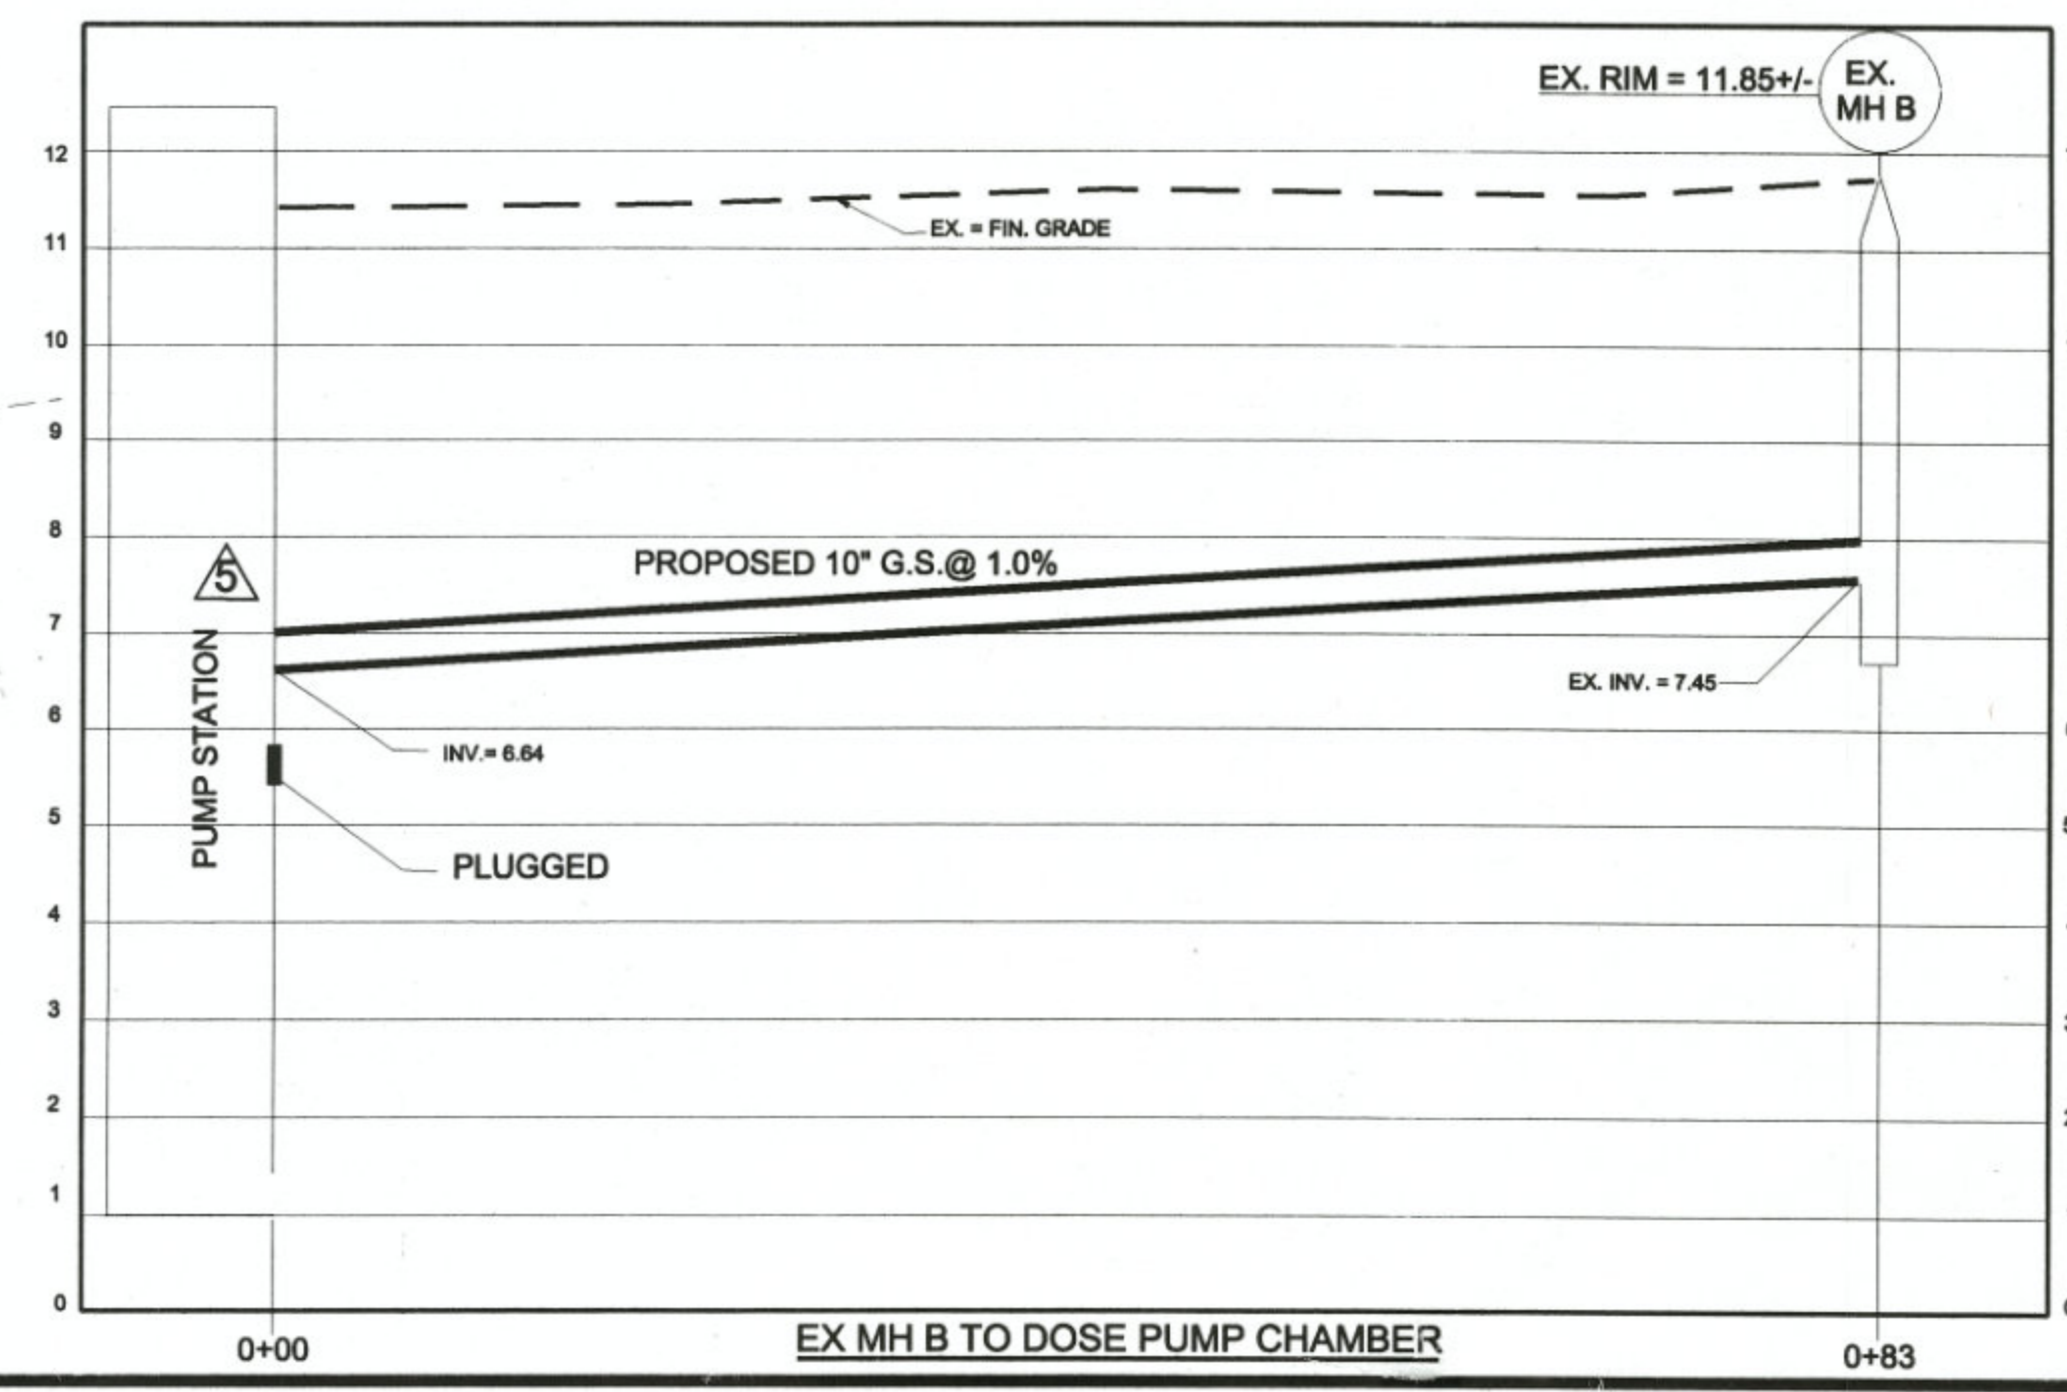 EX. RIM = 11.85+/-
EX.
MH B
12
11
10
9
8
7
6
5
4
3
2
1
0
EX. = FIN. GRADE
5
PROPOSED 10" G.S.@ 1.0%
PUMP STATION
EX. INV. = 7.45
INV.= 6.64
PLUGGED
0+00
EX MH B TO DOSE PUMP CHAMBER
0+83